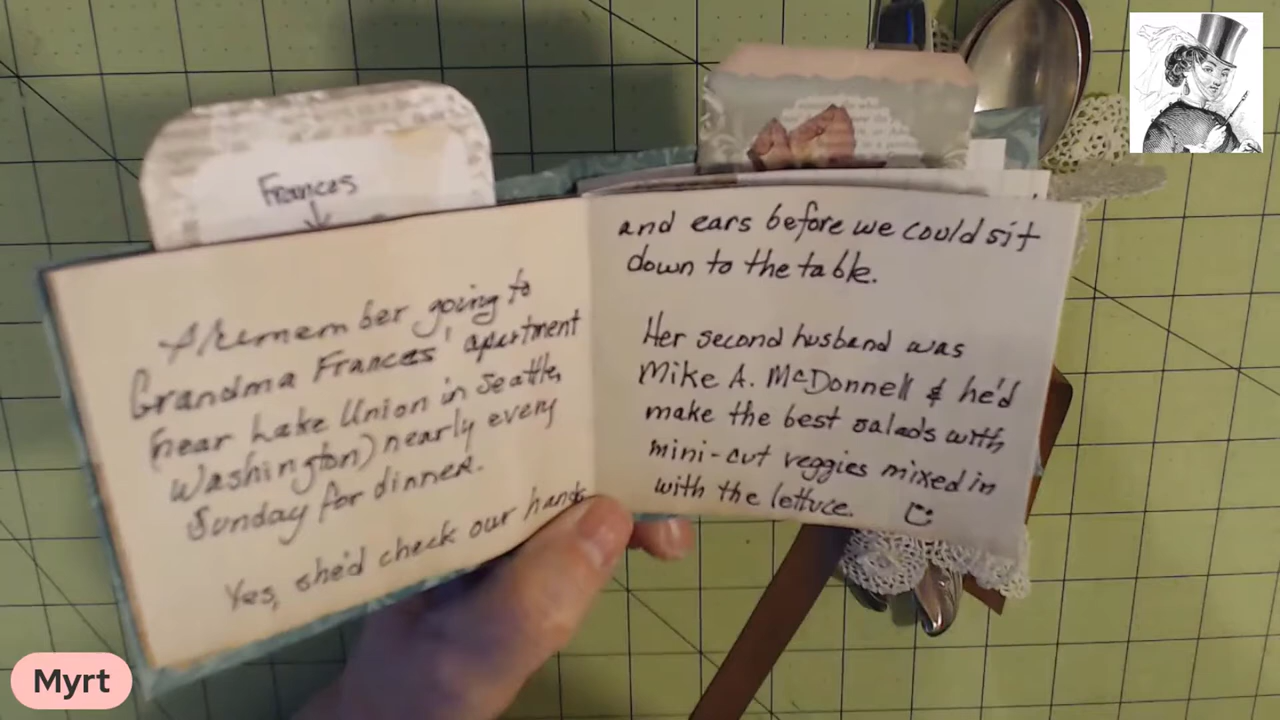 Frances
I remember going to
Grandma Frances' apartment
(near Lake Union in Seattle,
Washington) nearly every
Sunday for dinner.
Yes, she'd check our hands
and ears before we could sit
down to the table.
Her second husband was
Mike A. McDonnell & he'd
make the best salads with
mini-cut veggies mixed in
with the lettuce.
Myrt